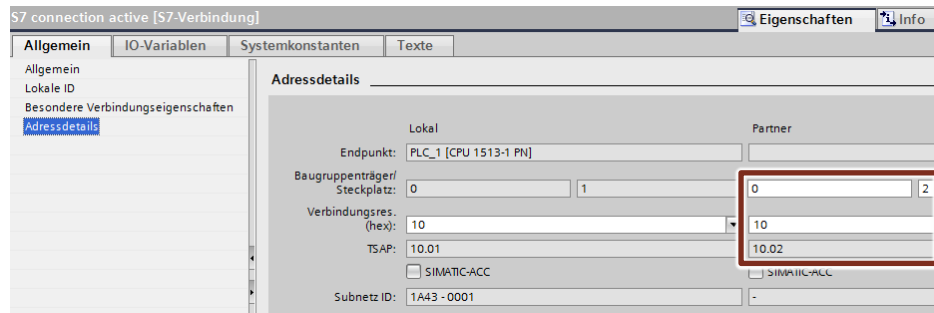 S7 connection active [S7-Verbindung] Eigenschaften Info
Allgemein IO-Variablen Systemkonstanten Texte
Allgemein
Lokale ID
Besondere Verbindungseigenschaften
Adressdetails
Adressdetails
Lokal Partner
Endpunkt: PLC_1 [CPU 1513-1 PN]
Baugruppenträger/
Steckplatz: 0 1 0 2
Verbindungsres.
(hex): 10 10
TSAP: 10.01 10.02
SIMATIC-ACC SIMATIC-ACC
Subnetz ID: 1A43 - 0001 -